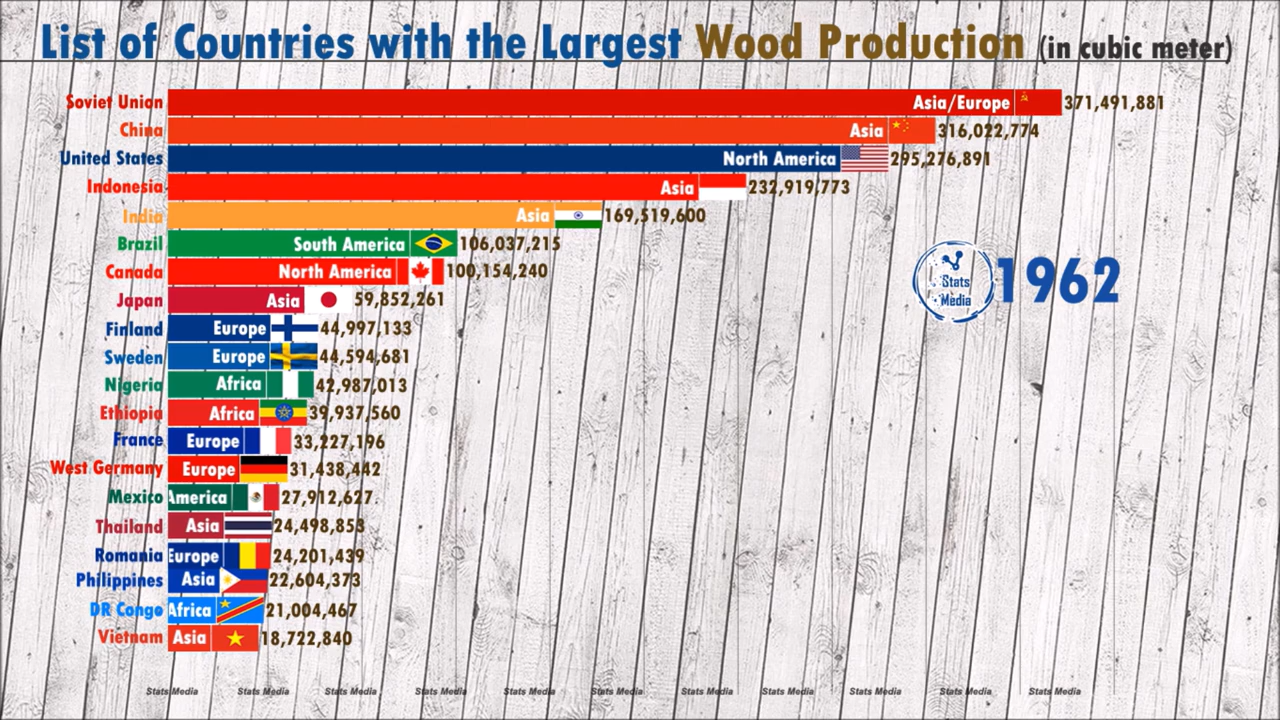 List of Countries with the Largest Wood Production (in cubic meter)
Soviet Union Asia/Europe 371,491,881
China Asia 316,022,774
United States North America 295,276,891
Indonesia Asia 232,919,773
India Asia 169,519,600
Brazil South America 106,037,215
Canada North America 100,154,240
Japan Asia 59,852,261
Finland Europe 44,997,133
Sweden Europe 44,594,681
Nigeria Africa 42,987,013
Ethiopia Africa 39,937,560
France Europe 33,227,196
West Germany Europe 31,438,442
Mexico America 27,912,627
Thailand Asia 24,498,853
Romania Europe 24,201,439
Philippines Asia 22,604,373
DR Congo Africa 21,004,467
Vietnam Asia 18,722,840
Stats
Media
1962
Stats Media Stats Media Stats Media Stats Media Stats Media Stats Media Stats Media Stats Media Stats Media Stats Media Stats Media